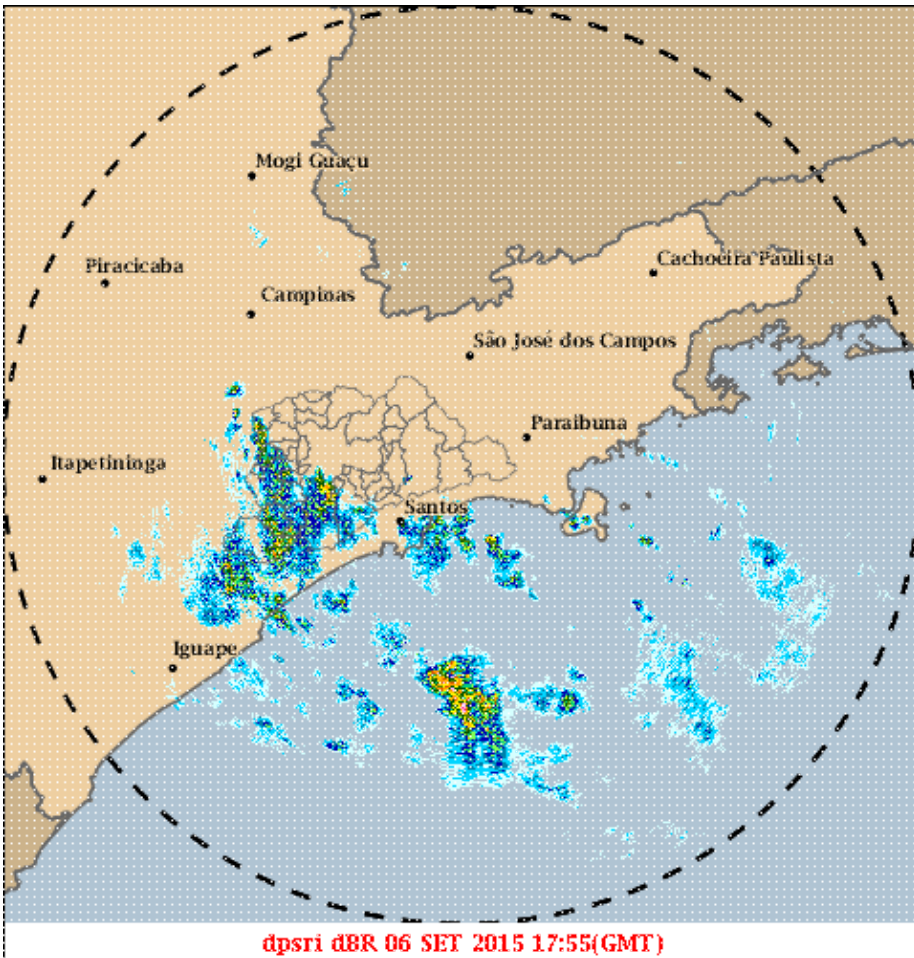 Mogi Guaçu
Piracicaba
Cachoeira Paulista
Campinas
São José dos Campos
Paraibuna
Itapetininga
Santos
Iguape
dpsri dBR 06 SET 2015 17:55(GMT)